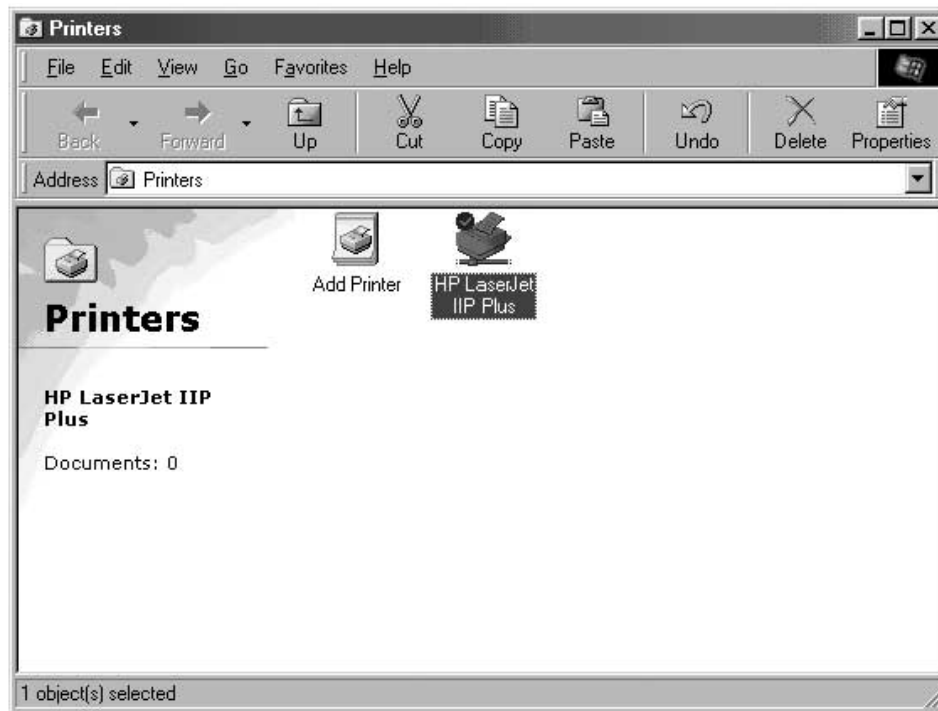 Printers
File Edit View Go Favorites Help
Back Forward Up Cut Copy Paste Undo Delete Properties
Address Printers
Add Printer
HP LaserJet
IIP Plus
Printers
HP LaserJet IIP
Plus
Documents: 0
1 object(s) selected